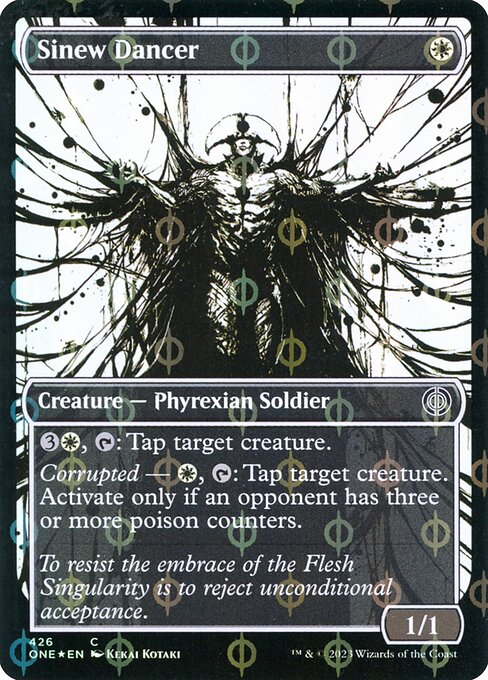 Sinew Dancer
Creature — Phyrexian Soldier
3, : Tap target creature.
Corrupted — , : Tap target creature.
Activate only if an opponent has three
or more poison counters.
To resist the embrace of the Flesh
Singularity is to reject unconditional
acceptance.
1/1
426 C
ONE★EN Kekai Kotaki
™ & © 2023 Wizards of the Coast